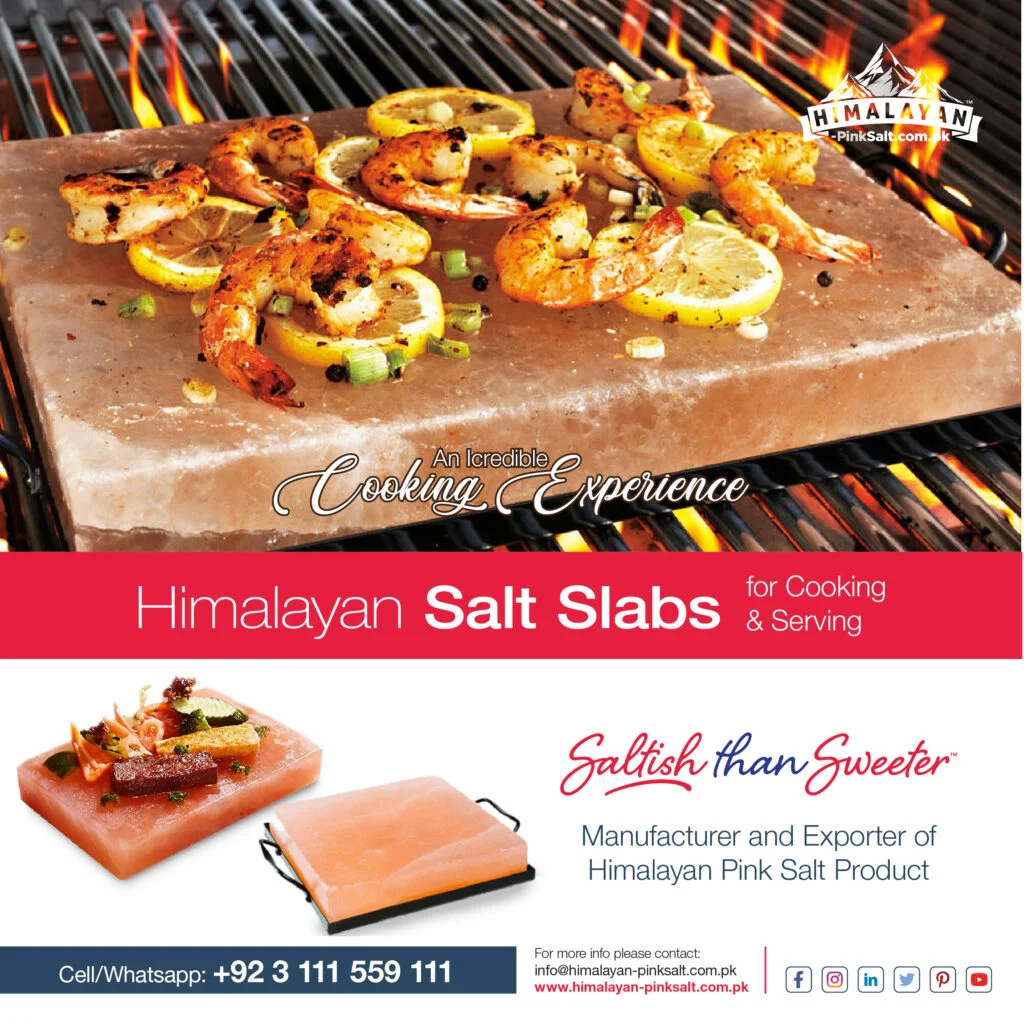 HIMALAYAN™
-PinkSalt.com.pk
An Icredible
Cooking Experience
Himalayan Salt Slabs
for Cooking
& Serving
Saltish than Sweeter™
Manufacturer and Exporter of
Himalayan Pink Salt Product
Cell/Whatsapp: +92 3 111 559 111
For more info please contact:
info@himalayan-pinksalt.com.pk
www.himalayan-pinksalt.com.pk